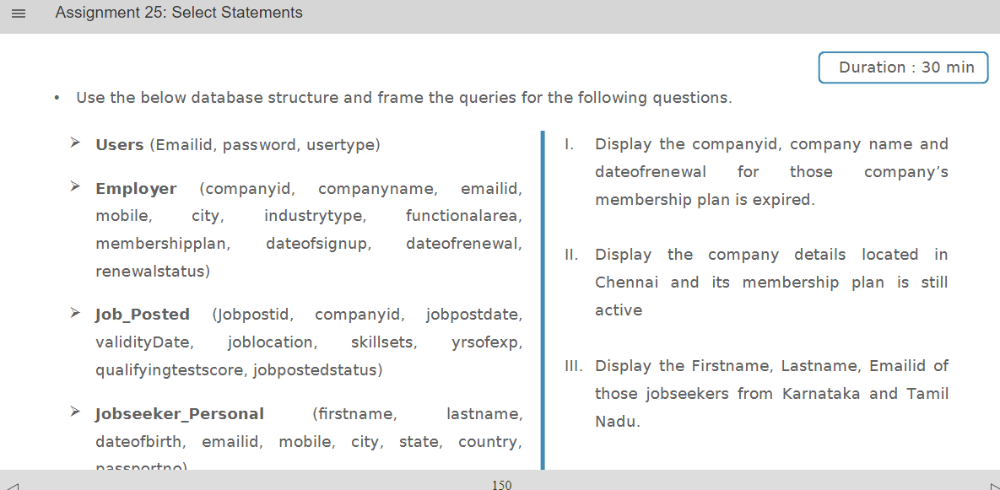 Assignment 25: Select Statements
Duration : 30 min
• Use the below database structure and frame the queries for the following questions.
➢ Users (Emailid, password, usertype)
➢ Employer (companyid, companyname, emailid,
mobile, city, industrytype, functionalarea,
membershipplan, dateofsignup, dateofrenewal,
renewalstatus)
➢ Job_Posted (Jobpostid, companyid, jobpostdate,
validityDate, joblocation, skillsets, yrsofexp,
qualifyingtestscore, jobpostedstatus)
➢ Jobseeker_Personal (firstname, lastname,
dateofbirth, emailid, mobile, city, state, country,
passportno)
I. Display the companyid, company name and
dateofrenewal for those company’s
membership plan is expired.
II. Display the company details located in
Chennai and its membership plan is still
active
III. Display the Firstname, Lastname, Emailid of
those jobseekers from Karnataka and Tamil
Nadu.
150